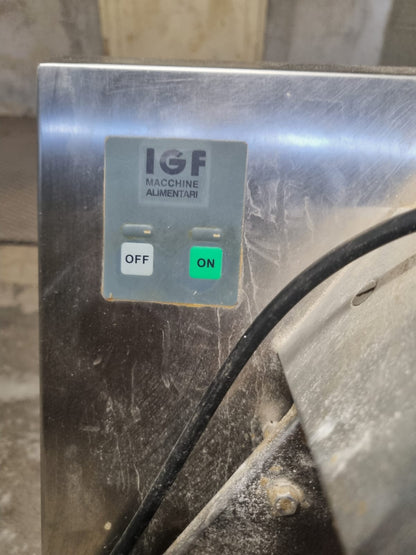 IGF
MACCHINE
ALIMENTARI
OFF
ON